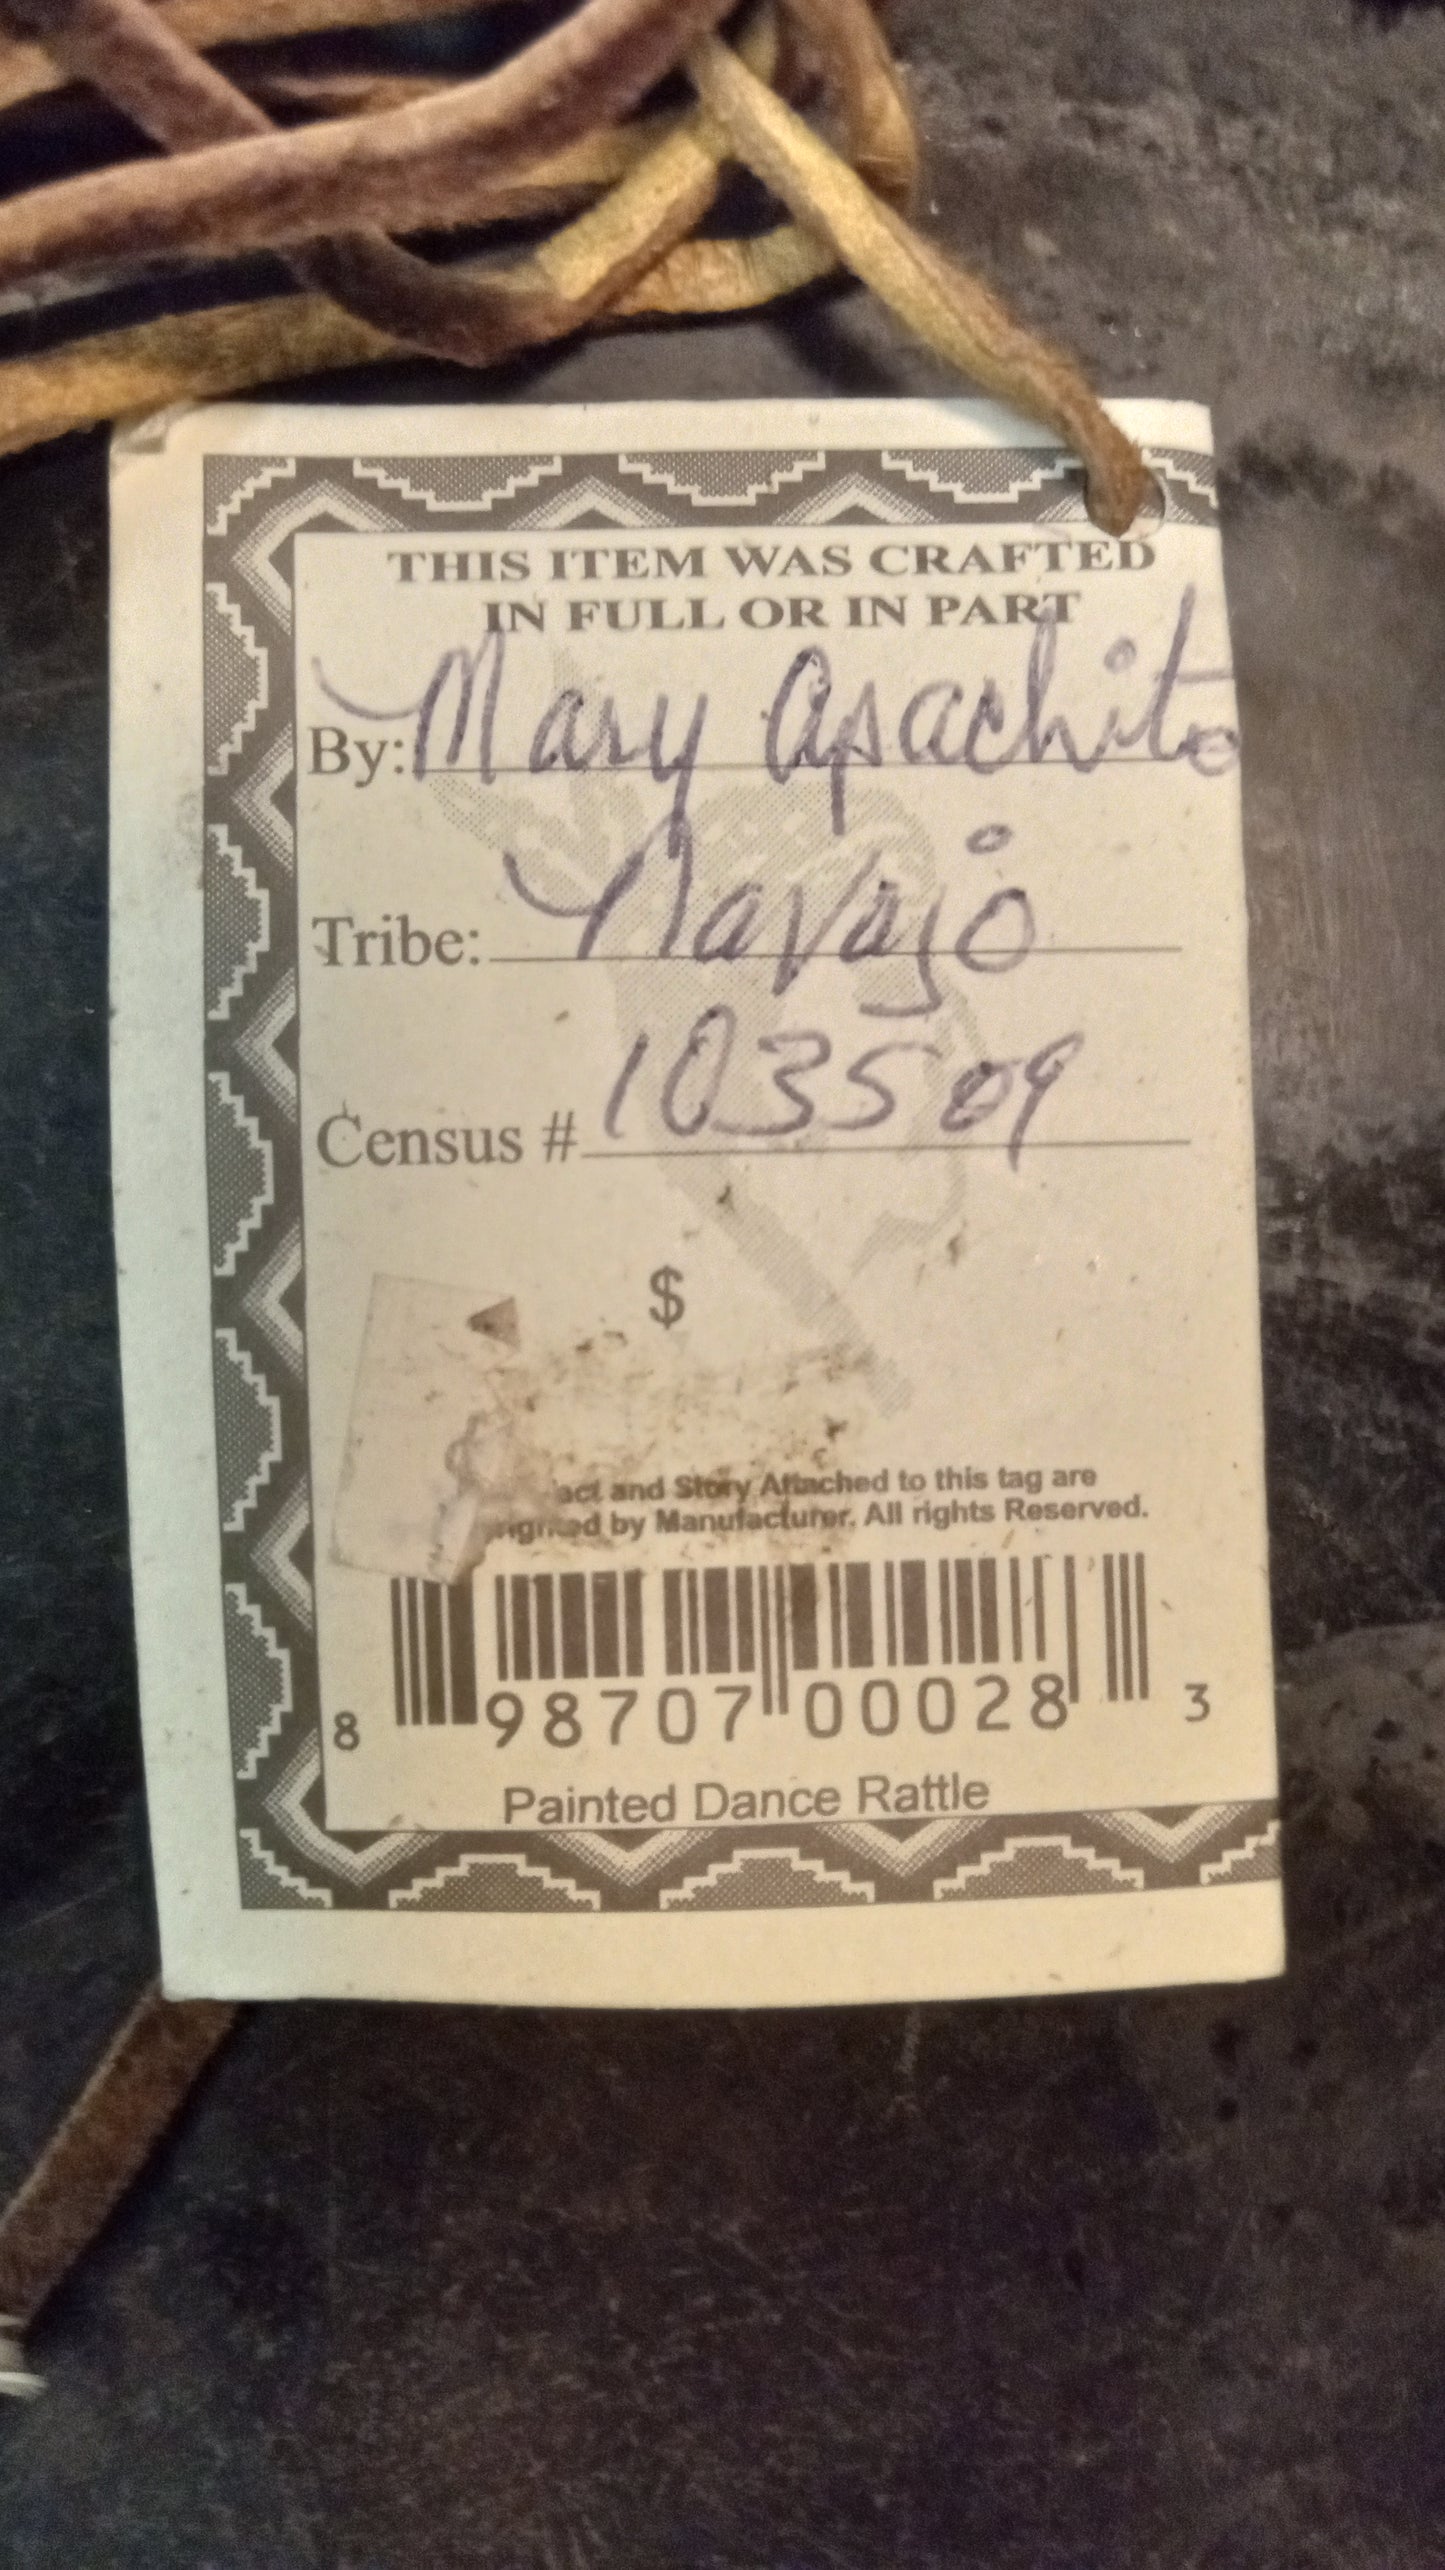 THIS ITEM WAS CRAFTED
IN FULL OR IN PART
By: Mary Apachito
Tribe: Navajo
Census # 103509
$
and Story Attached to this tag are
by Manufacturer. All rights Reserved.
8 98707 00028 3
Painted Dance Rattle